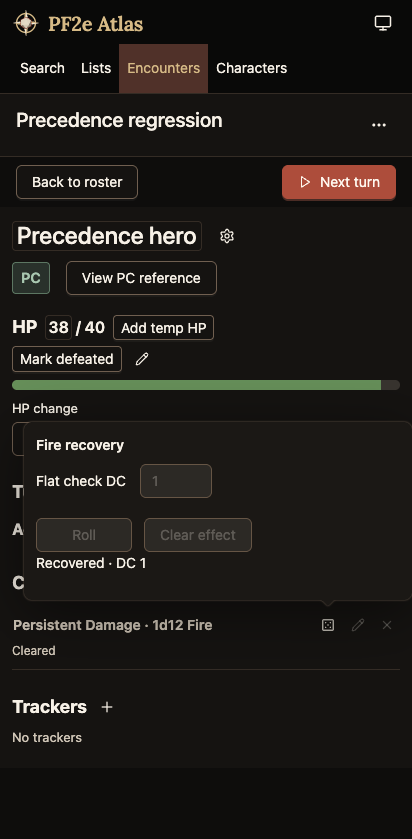 PF2e Atlas
Search Lists Encounters Characters
Precedence regression
Back to roster Next turn
Precedence hero
PC View PC reference
HP 38 / 40 Add temp HP
Mark defeated
HP change
Fire recovery
Flat check DC 1
Roll Clear effect
Recovered · DC 1
Persistent Damage · 1d12 Fire
Cleared
Trackers
No trackers